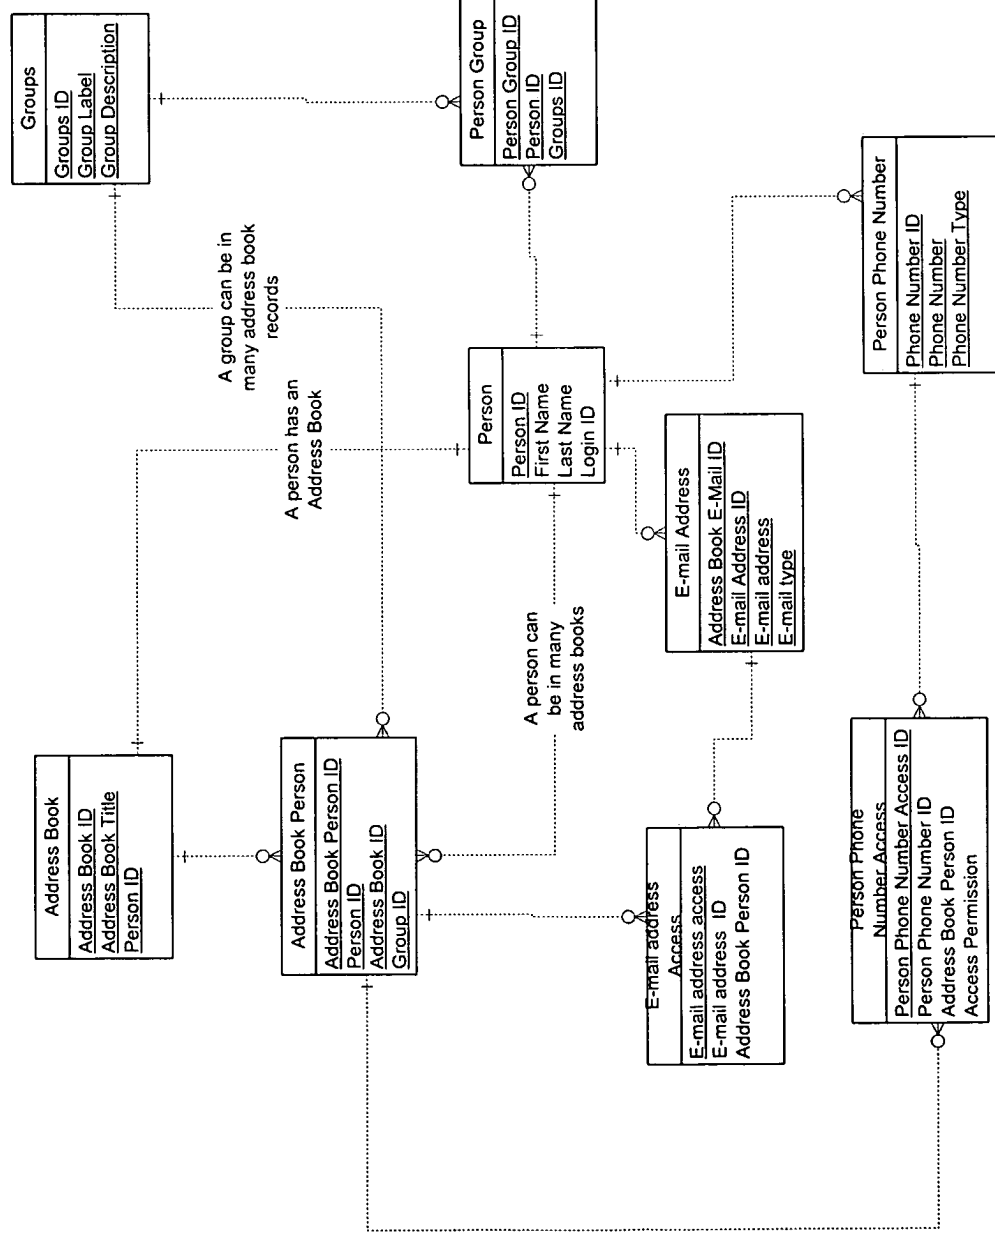 Groups
Groups ID
Group Label
Group Description
Person Group
Person Group ID
Person ID
Groups ID
Person Phone Number
Phone Number ID
Phone Number
Phone Number Type
A group can be in
many address book
records
A person has an
Address Book
Person
Person ID
First Name
Last Name
Login ID
E-mail Address
Address Book E-Mail ID
E-mail Address ID
E-mail address
E-mail type
A person can
be in many
address books
Address Book
Address Book ID
Address Book Title
Person ID
Address Book Person
Address Book Person ID
Person ID
Address Book ID
Group ID
E-mail address
Access
E-mail address access
E-mail address ID
Address Book Person ID
Person Phone
Number Access
Person Phone Number Access ID
Person Phone Number ID
Address Book Person ID
Access Permission